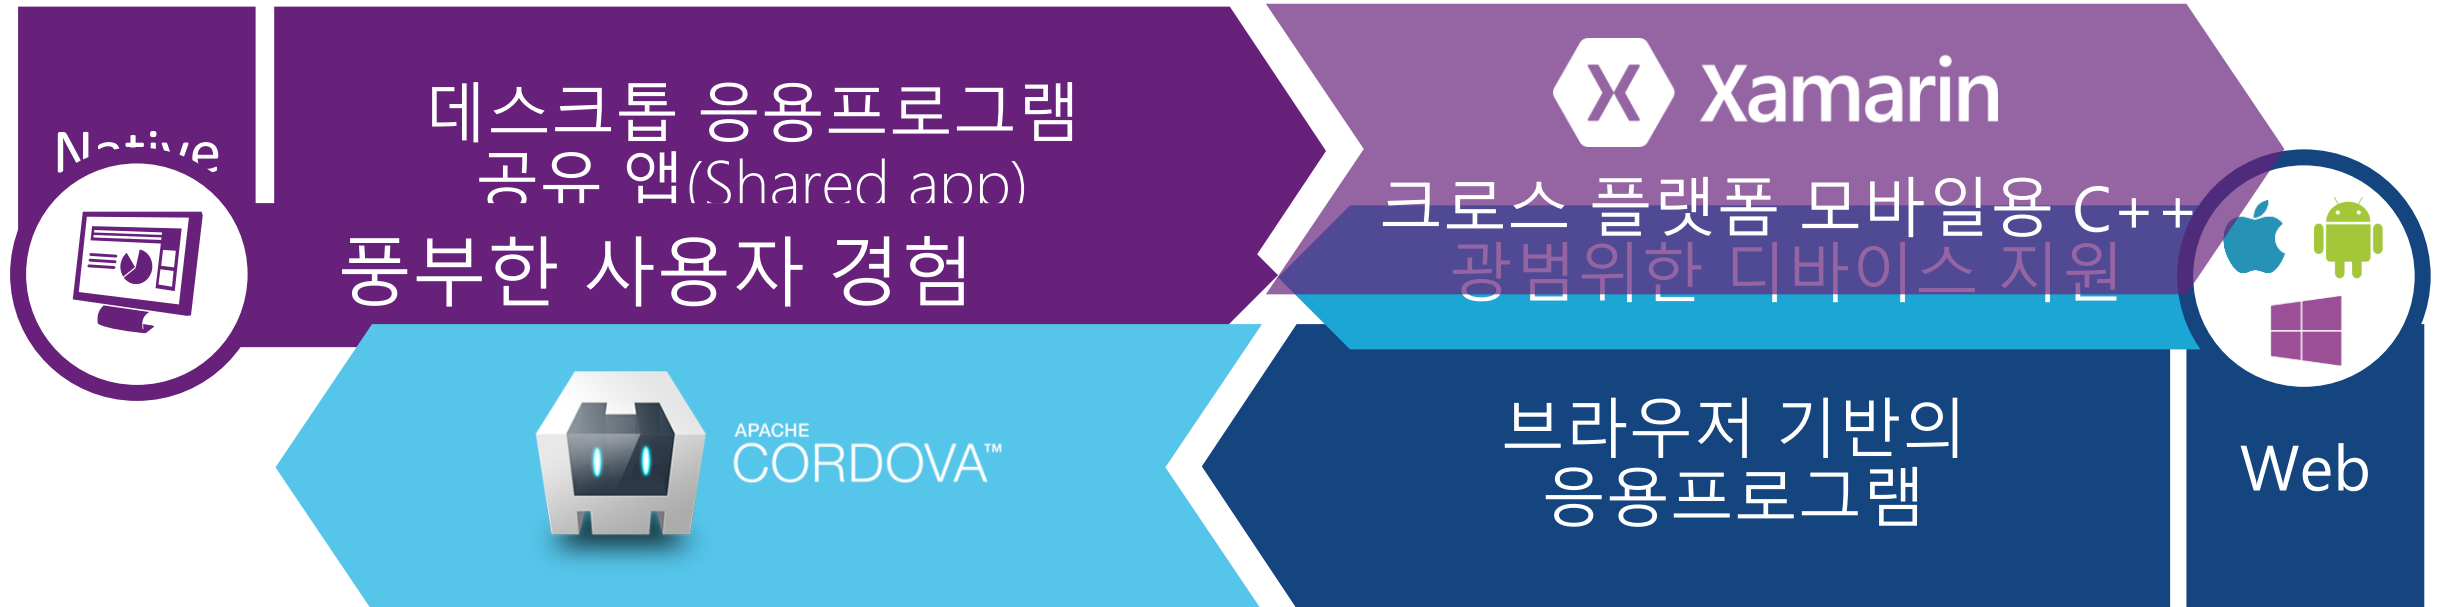 Native
데스크톱 응용프로그램
공유 앱(Shared app)
풍부한 사용자 경험
Xamarin
크로스 플랫폼 모바일용 C++
광범위한 디바이스 지원
APACHE
CORDOVA™
브라우저 기반의
응용프로그램
Web